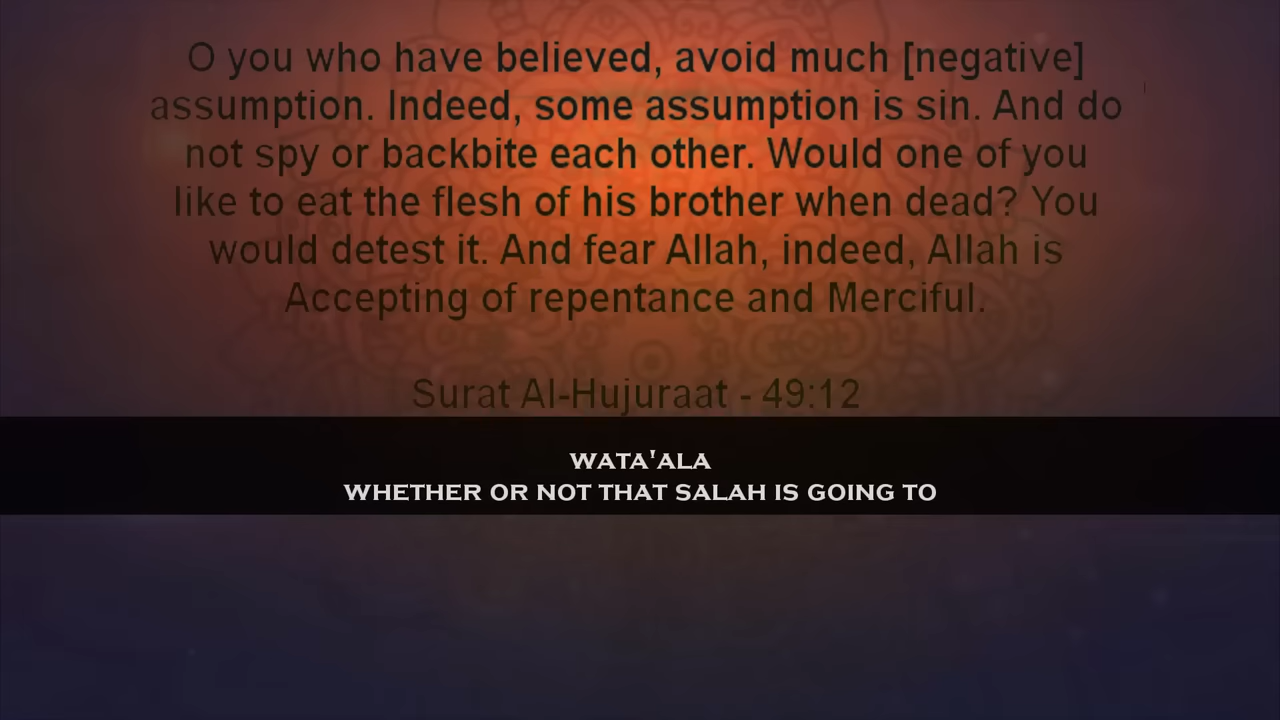 O you who have believed, avoid much [negative]
assumption. Indeed, some assumption is sin. And do
not spy or backbite each other. Would one of you
like to eat the flesh of his brother when dead? You
would detest it. And fear Allah, indeed, Allah is
Accepting of repentance and Merciful.
Surat Al-Hujuraat - 49:12
WATA'ALA
WHETHER OR NOT THAT SALAH IS GOING TO